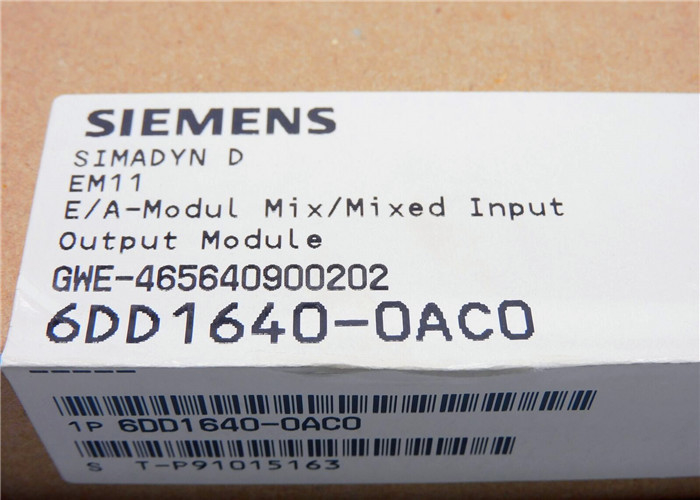 SIEMENS
SIMADYN D
EM11
E/A-Modul Mix/Mixed Input
Output Module
GWE-465640900202
6DD1640-0AC0
1P 6DD1640-0AC0
S T-P91015163